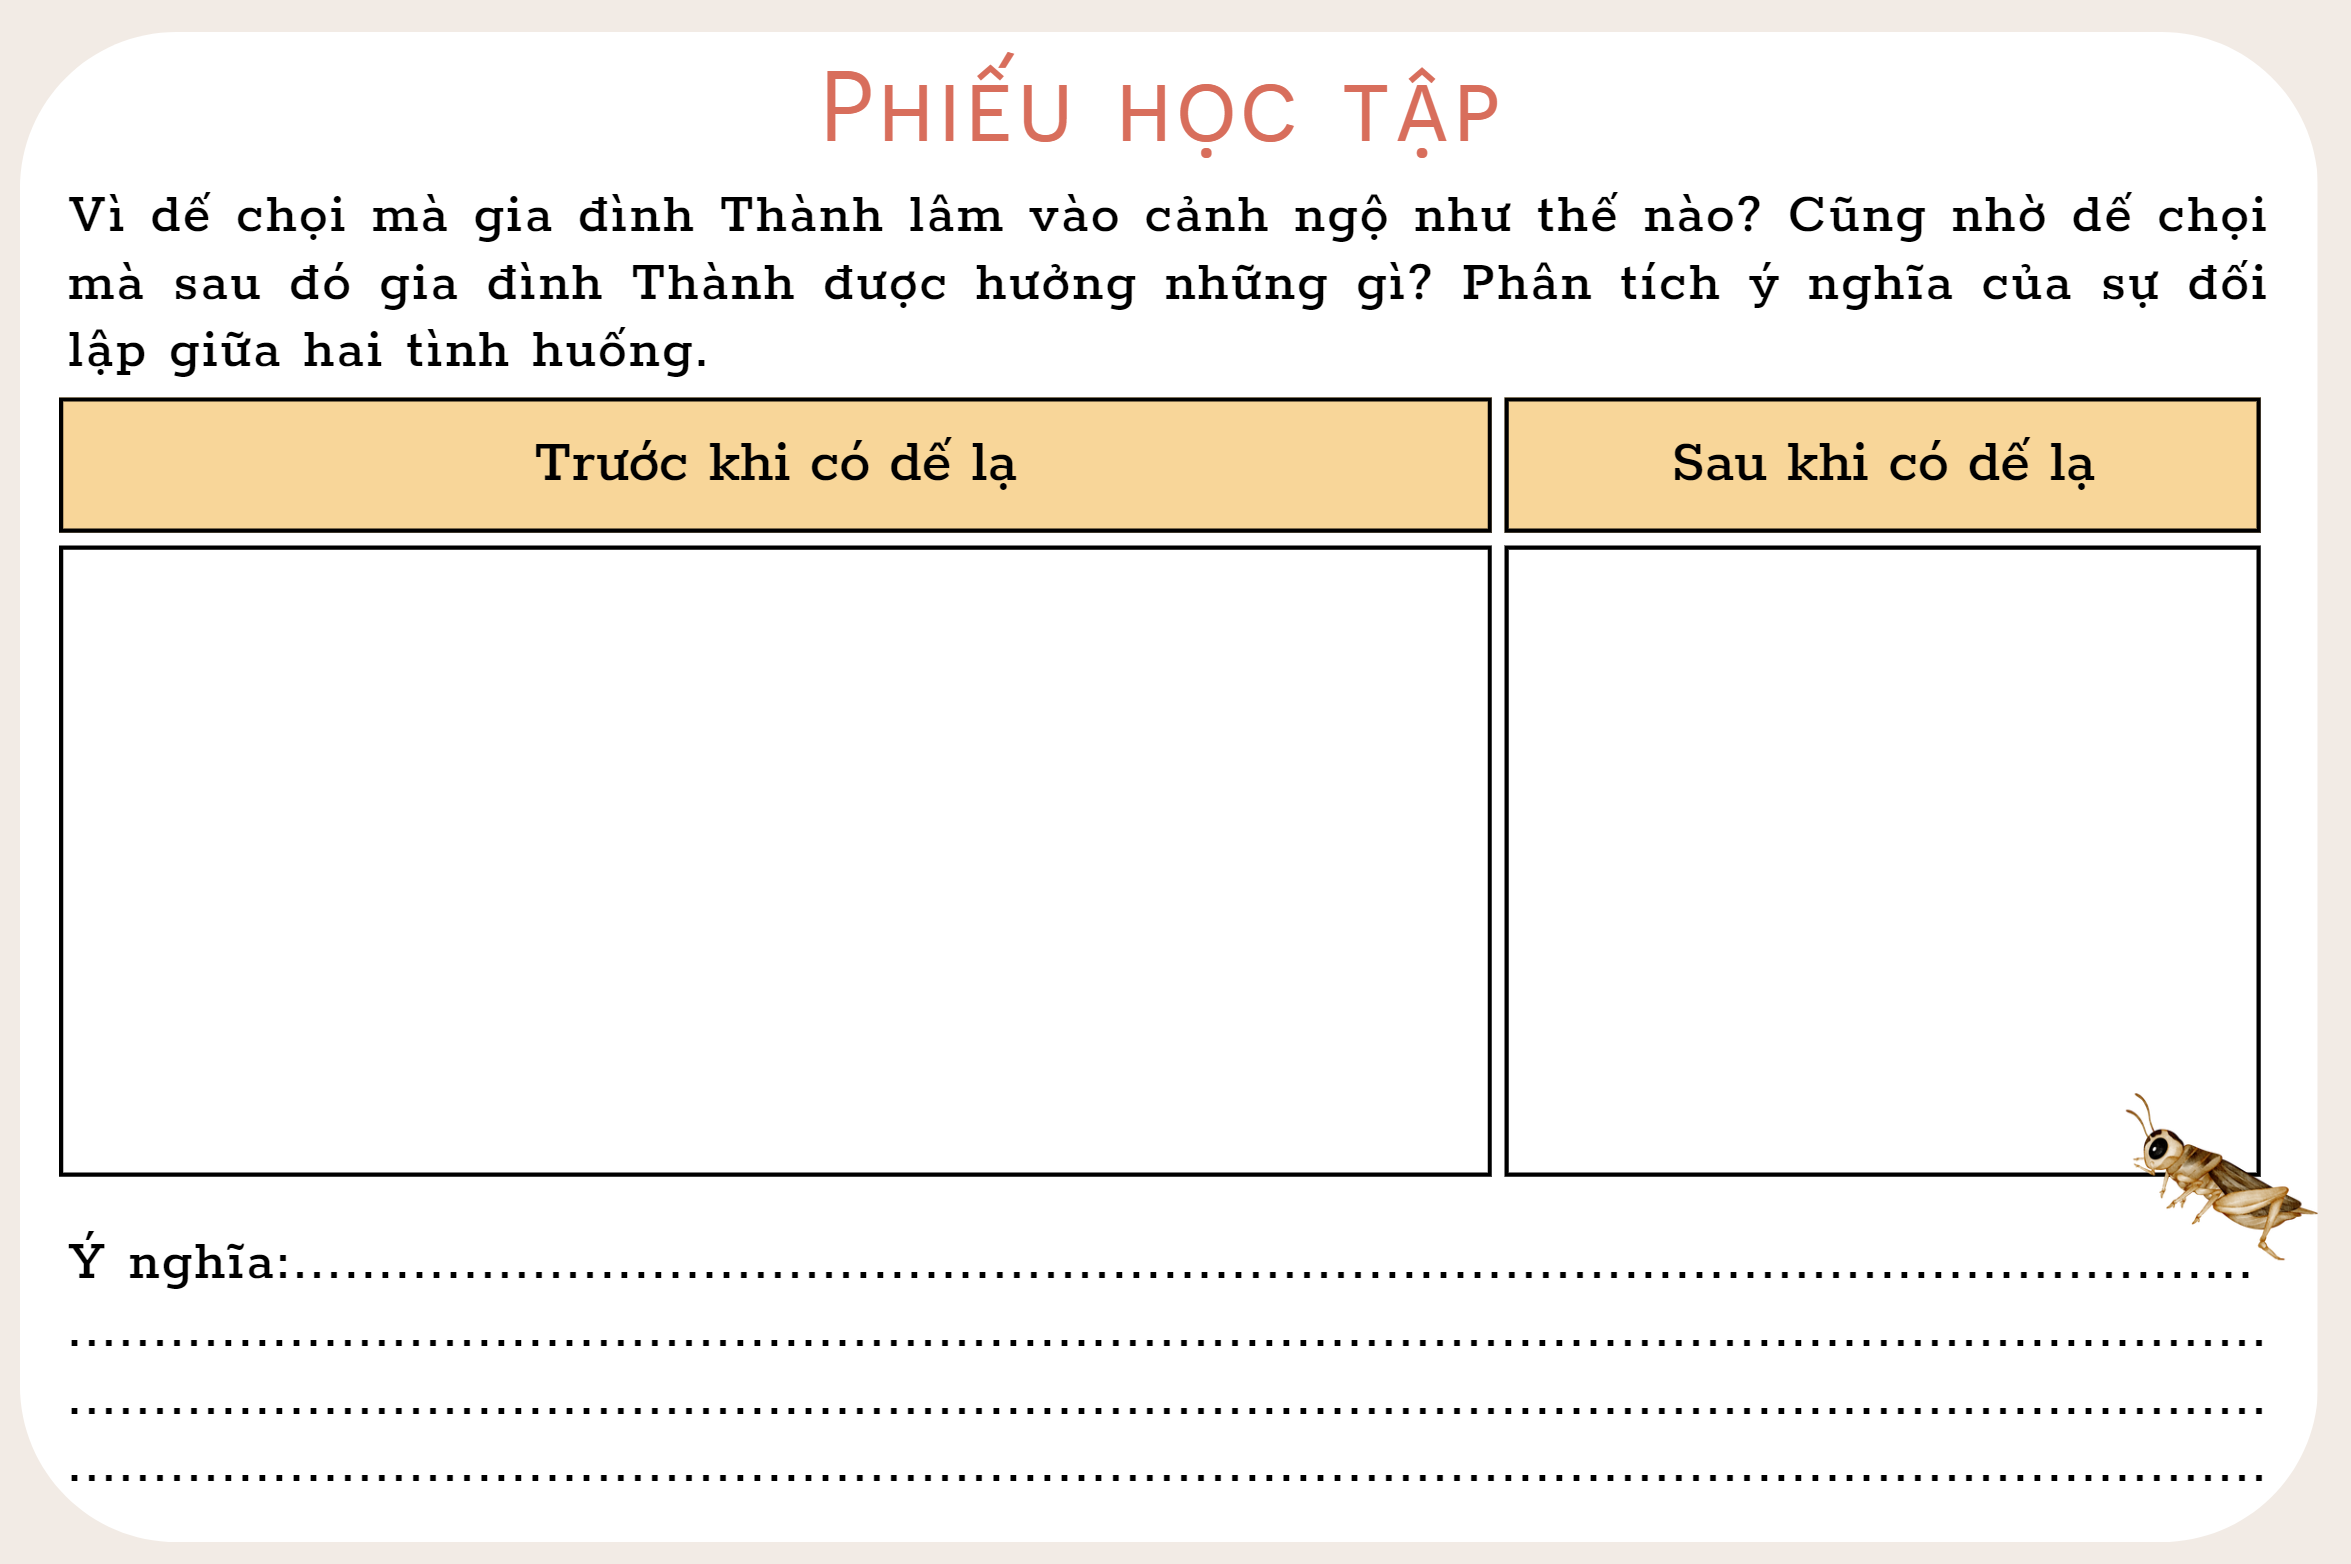 Phiếu học tập
Vì dế chọi mà gia đình Thành lâm vào cảnh ngộ như thế nào? Cũng nhờ dế chọi
mà sau đó gia đình Thành được hưởng những gì? Phân tích ý nghĩa của sự đối
lập giữa hai tình huống.
Trước khi có dế lạ
Sau khi có dế lạ
Ý nghĩa:....................................................................................................................
..................................................................................................................................
..................................................................................................................................
..................................................................................................................................